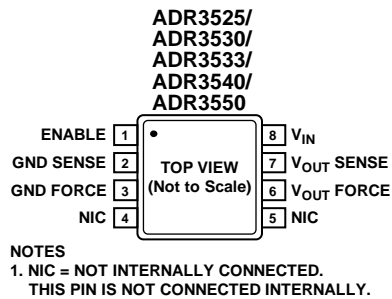 ADR3525/
ADR3530/
ADR3533/
ADR3540/
ADR3550
ENABLE 1 8 VIN
GND SENSE 2 TOP VIEW 7 VOUT SENSE
GND FORCE 3 (Not to Scale) 6 VOUT FORCE
NIC 4 5 NIC
NOTES
1. NIC = NOT INTERNALLY CONNECTED.
THIS PIN IS NOT CONNECTED INTERNALLY.